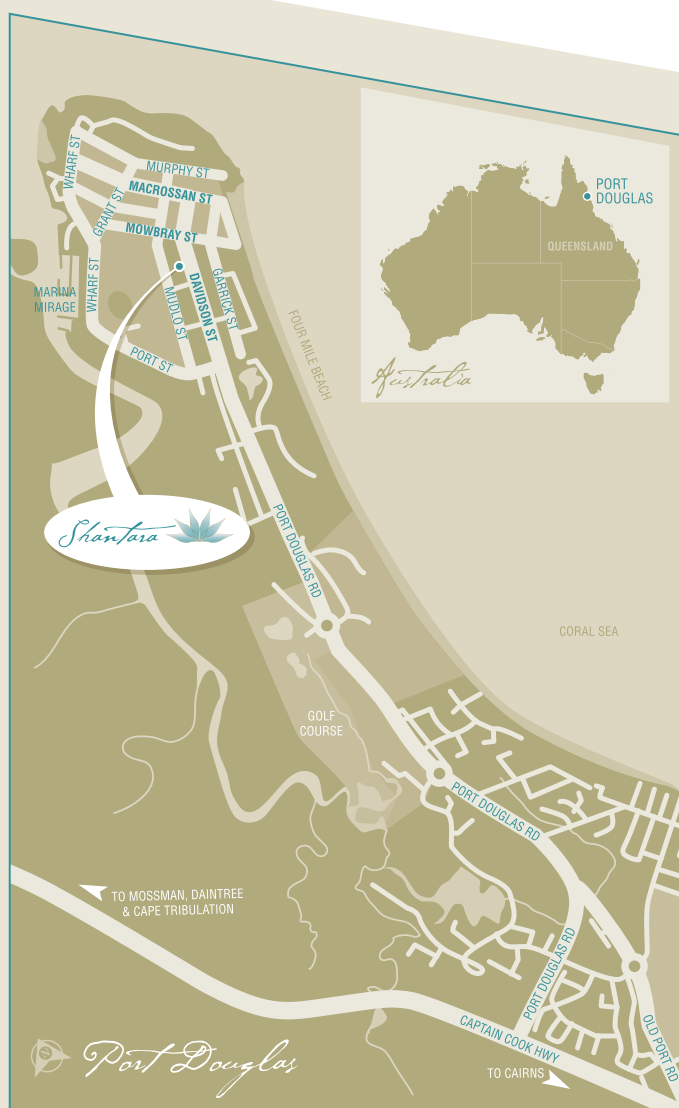 MURPHY ST
WHARF ST
MACROSSAN ST
GRANT ST
MOWBRAY ST
PORT
DOUGLAS
QUEENSLAND
Australia
WHARF ST
MARINA
MIRAGE
MUDLO ST
DAVIDSON ST
GARRICK ST
PORT ST
FOUR MILE BEACH
Shantara
PORT DOUGLAS RD
CORAL SEA
GOLF
COURSE
PORT DOUGLAS RD
TO MOSSMAN, DAINTREE
& CAPE TRIBULATION
PORT DOUGLAS RD
CAPTAIN COOK HWY
OLD PORT RD
TO CAIRNS
Port Douglas